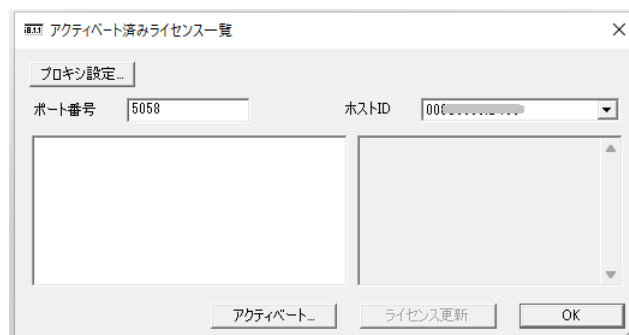 アクティベート済みライセンス一覧
プロキシ設定...
ポート番号 5058 ホストID
アクティベート... ライセンス更新 OK